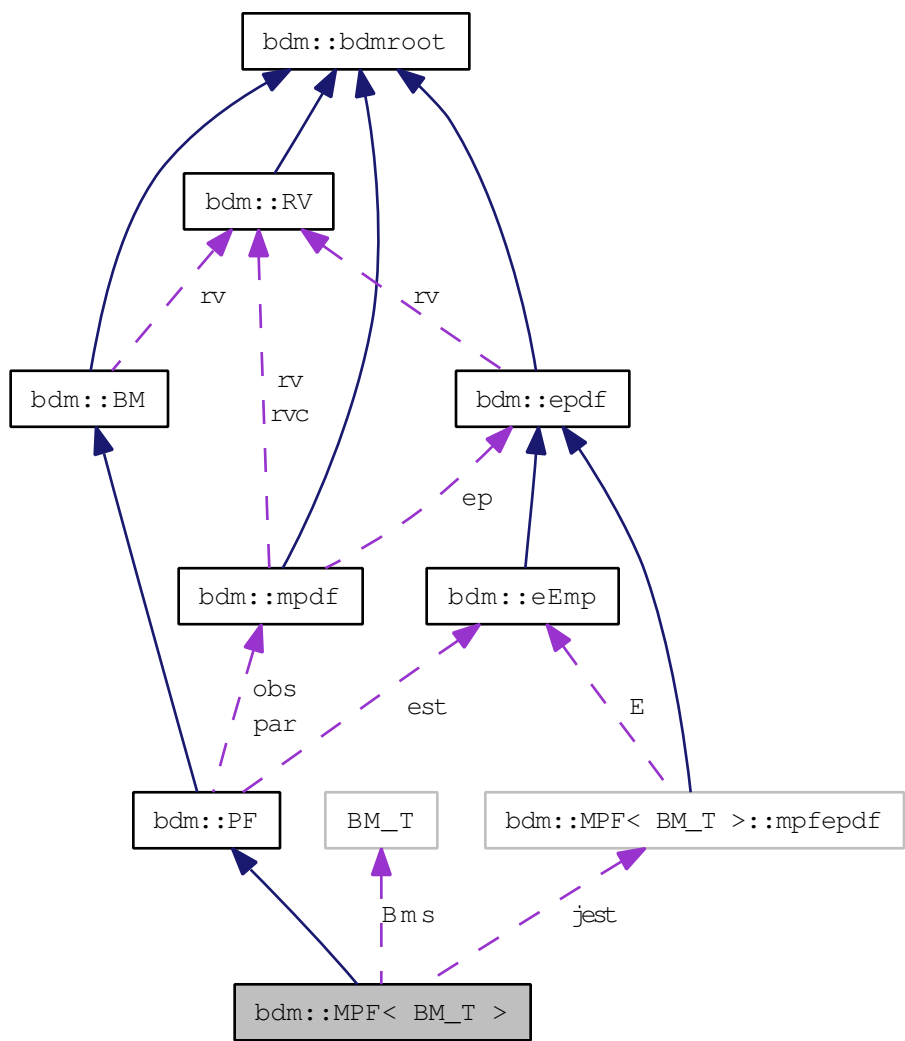 bdm::bdmroot
bdm::RV
rv
rv
rv
rvc
bdm::BM
bdm::epdf
ep
bdm::mpdf
bdm::eEmp
obs
par
est
E
bdm::PF
BM_T
bdm::MPF< BM_T >::mpfepdf
Bms
jest
bdm::MPF< BM_T >